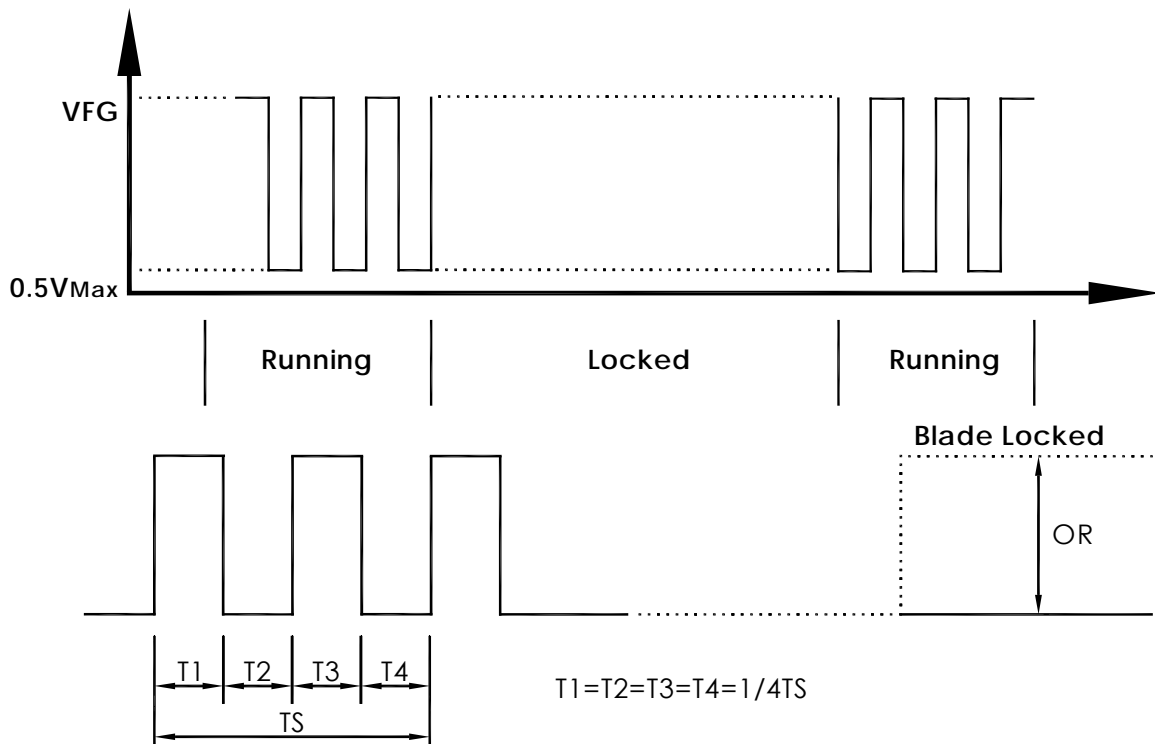 VFG
0.5VMax
Running
Locked
Running
Blade Locked
OR
T1
T2
T3
T4
T1=T2=T3=T4=1/4TS
TS